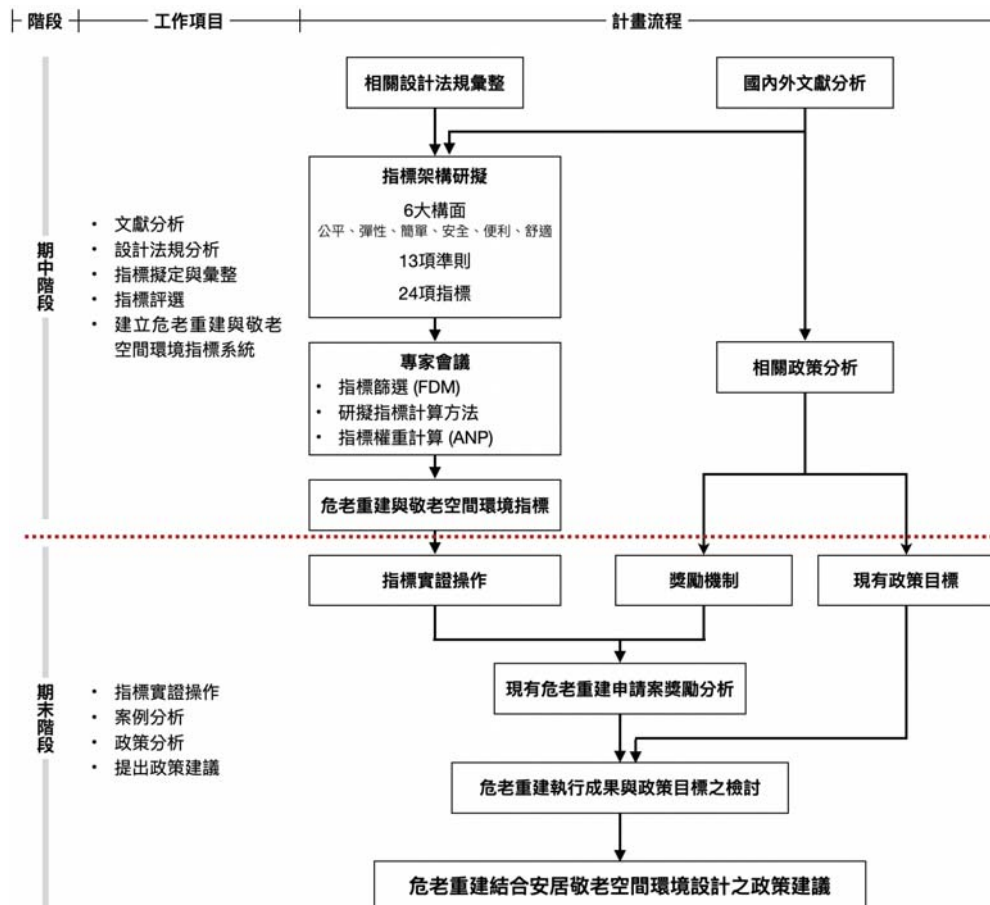 階段
工作項目
計畫流程
相關設計法規彙整
國內外文獻分析
指標架構研擬
6大構面
公平、彈性、簡單、安全、便利、舒適
13項準則
24項指標
期中階段
• 文獻分析
• 設計法規分析
• 指標擬定與彙整
• 指標評選
• 建立危老重建與敬老
空間環境指標系統
專家會議
• 指標篩選 (FDM)
• 研擬指標計算方法
• 指標權重計算 (ANP)
相關政策分析
危老重建與敬老空間環境指標
指標實證操作
獎勵機制
現有政策目標
期末階段
• 指標實證操作
• 案例分析
• 政策分析
• 提出政策建議
現有危老重建申請案獎勵分析
危老重建執行成果與政策目標之檢討
危老重建結合安居敬老空間環境設計之政策建議